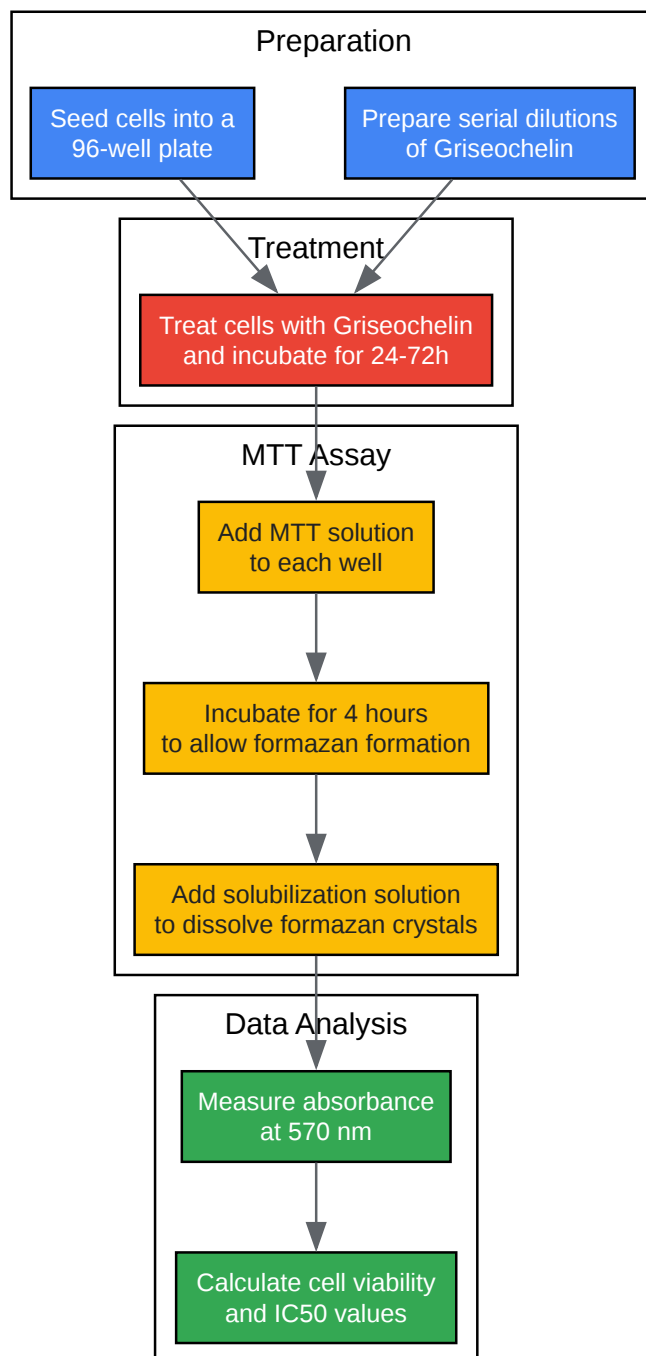 Preparation
Seed cells into a
96-well plate
Prepare serial dilutions
of Griseochelin
Treatment
Treat cells with Griseochelin
and incubate for 24-72h
MTT Assay
Add MTT solution
to each well
Incubate for 4 hours
to allow formazan formation
Add solubilization solution
to dissolve formazan crystals
Data Analysis
Measure absorbance
at 570 nm
Calculate cell viability
and IC50 values